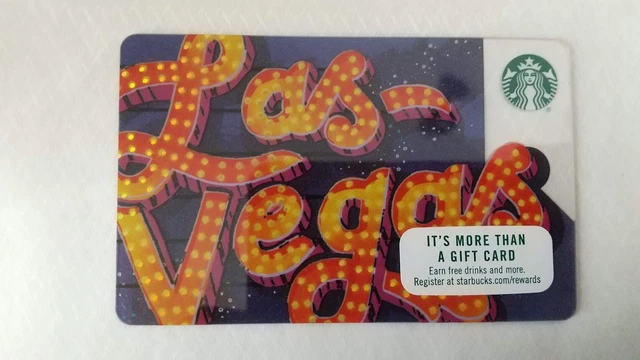 Las
Vegas
IT'S MORE THAN
A GIFT CARD
Earn free drinks and more.
Register at starbucks.com/rewards